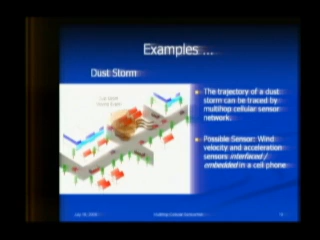 Examples ...
Dust Storm
The trajectory of a dust
storm can be traced by
multihop cellular sensor
network.
Possible Sensor: Wind
velocity and acceleration
sensors interfaced /
embedded in a cell phone